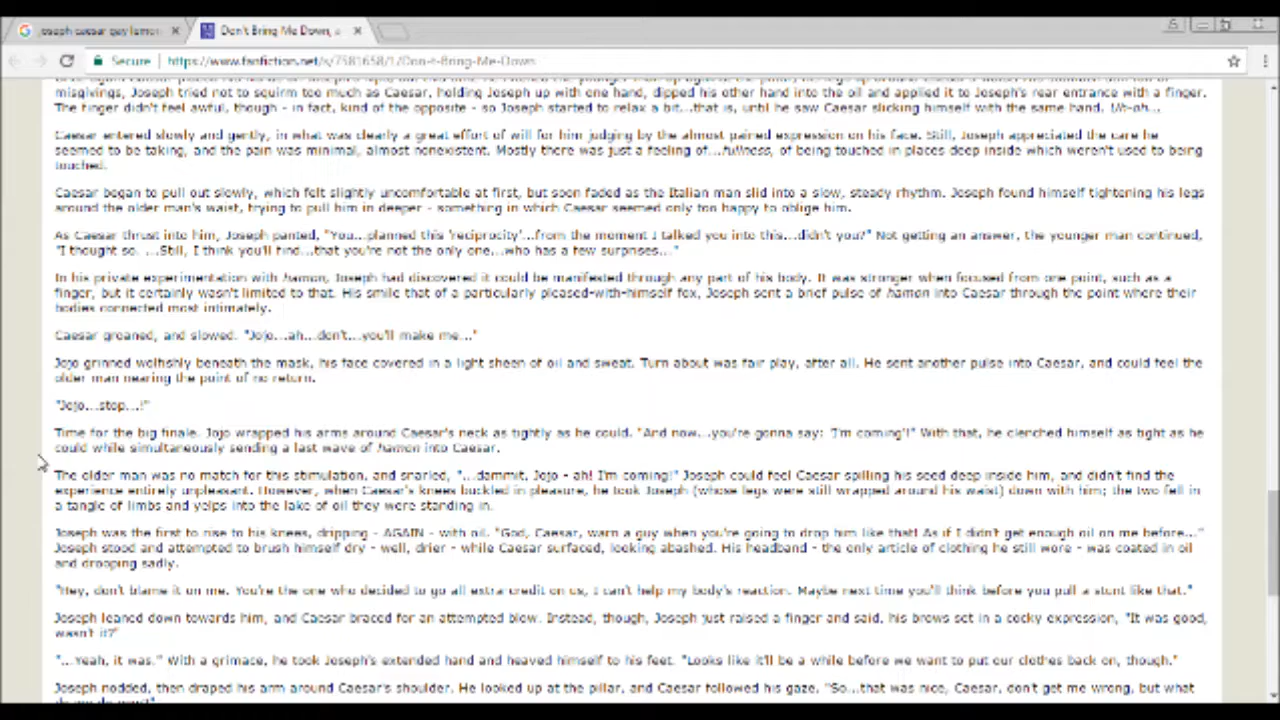 joseph caesar gay lemon
Don't Bring Me Down, a
Secure https://www.fanfiction.net/s/7581658/1/Don-t-Bring-Me-Down
misgivings, Joseph tried not to squirm too much as Caesar, holding Joseph up with one hand, dipped his other hand into the oil and applied it to Joseph's rear entrance with a finger.
The finger didn't feel awful, though - in fact, kind of the opposite - so Joseph started to relax a bit...that is, until he saw Caesar slicking himself with the same hand. Uh-oh...
Caesar entered slowly and gently, in what was clearly a great effort of will for him judging by the almost pained expression on his face. Still, Joseph appreciated the care he
seemed to be taking, and the pain was minimal, almost nonexistent. Mostly there was just a feeling of...fullness, of being touched in places deep inside which weren't used to being
touched.
Caesar began to pull out slowly, which felt slightly uncomfortable at first, but soon faded as the Italian man slid into a slow, steady rhythm. Joseph found himself tightening his legs
around the older man's waist, trying to pull him in deeper - something in which Caesar seemed only too happy to oblige him.
As Caesar thrust into him, Joseph panted, "You...planned this 'reciprocity'...from the moment I talked you into this...didn't you?" Not getting an answer, the younger man continued,
"I thought so. ...Still, I think you'll find...that you're not the only one...who has a few surprises..."
In his private experimentation with hamon, Joseph had discovered it could be manifested through any part of his body. It was stronger when focused from one point, such as a
finger, but it certainly wasn't limited to that. His smile that of a particularly pleased-with-himself fox, Joseph sent a brief pulse of hamon into Caesar through the point where their
bodies connected most intimately.
Caesar groaned, and slowed. "Jojo...ah...don't...you'll make me..."
Jojo grinned wolfishly beneath the mask, his face covered in a light sheen of oil and sweat. Turn about was fair play, after all. He sent another pulse into Caesar, and could feel the
older man nearing the point of no return.
"Jojo...stop...!"
Time for the big finale. Jojo wrapped his arms around Caesar's neck as tightly as he could. "And now...you're gonna say: 'I'm coming'!" With that, he clenched himself as tight as he
could while simultaneously sending a last wave of hamon into Caesar.
The older man was no match for this stimulation, and snarled, "...dammit, Jojo - ah! I'm coming!" Joseph could feel Caesar spilling his seed deep inside him, and didn't find the
experience entirely unpleasant. However, when Caesar's knees buckled in pleasure, he took Joseph (whose legs were still wrapped around his waist) down with him; the two fell in
a tangle of limbs and yelps into the lake of oil they were standing in.
Joseph was the first to rise to his knees, dripping - AGAIN - with oil. "God, Caesar, warn a guy when you're going to drop him like that! As if I didn't get enough oil on me before..."
Joseph stood and attempted to brush himself dry - well, drier - while Caesar surfaced, looking abashed. His headband - the only article of clothing he still wore - was coated in oil
and drooping sadly.
"Hey, don't blame it on me. You're the one who decided to go all extra credit on us, I can't help my body's reaction. Maybe next time you'll think before you pull a stunt like that."
Joseph leaned down towards him, and Caesar braced for an attempted blow. Instead, though, Joseph just raised a finger and said, his brows set in a cocky expression, "It was good,
wasn't it?"
"...Yeah, it was." With a grimace, he took Joseph's extended hand and heaved himself to his feet. "Looks like it'll be a while before we want to put our clothes back on, though."
Joseph nodded, then draped his arm around Caesar's shoulder. He looked up at the pillar, and Caesar followed his gaze. "So...that was nice, Caesar, don't get me wrong, but what